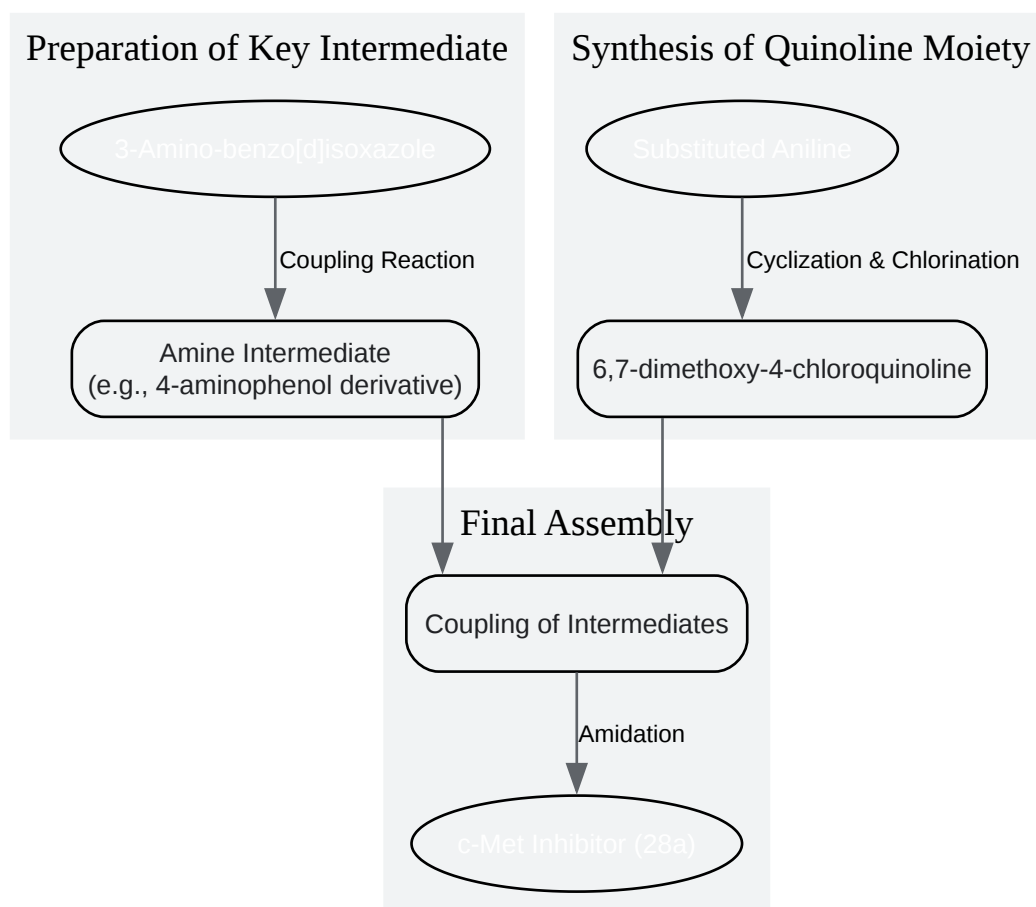 Preparation of Key Intermediate
3-Amino-benzo[d]isoxazole
Coupling Reaction
Amine Intermediate
(e.g., 4-aminophenol derivative)
Synthesis of Quinoline Moiety
Substituted Aniline
Cyclization & Chlorination
6,7-dimethoxy-4-chloroquinoline
Final Assembly
Coupling of Intermediates
Amidation
c-Met Inhibitor (28a)